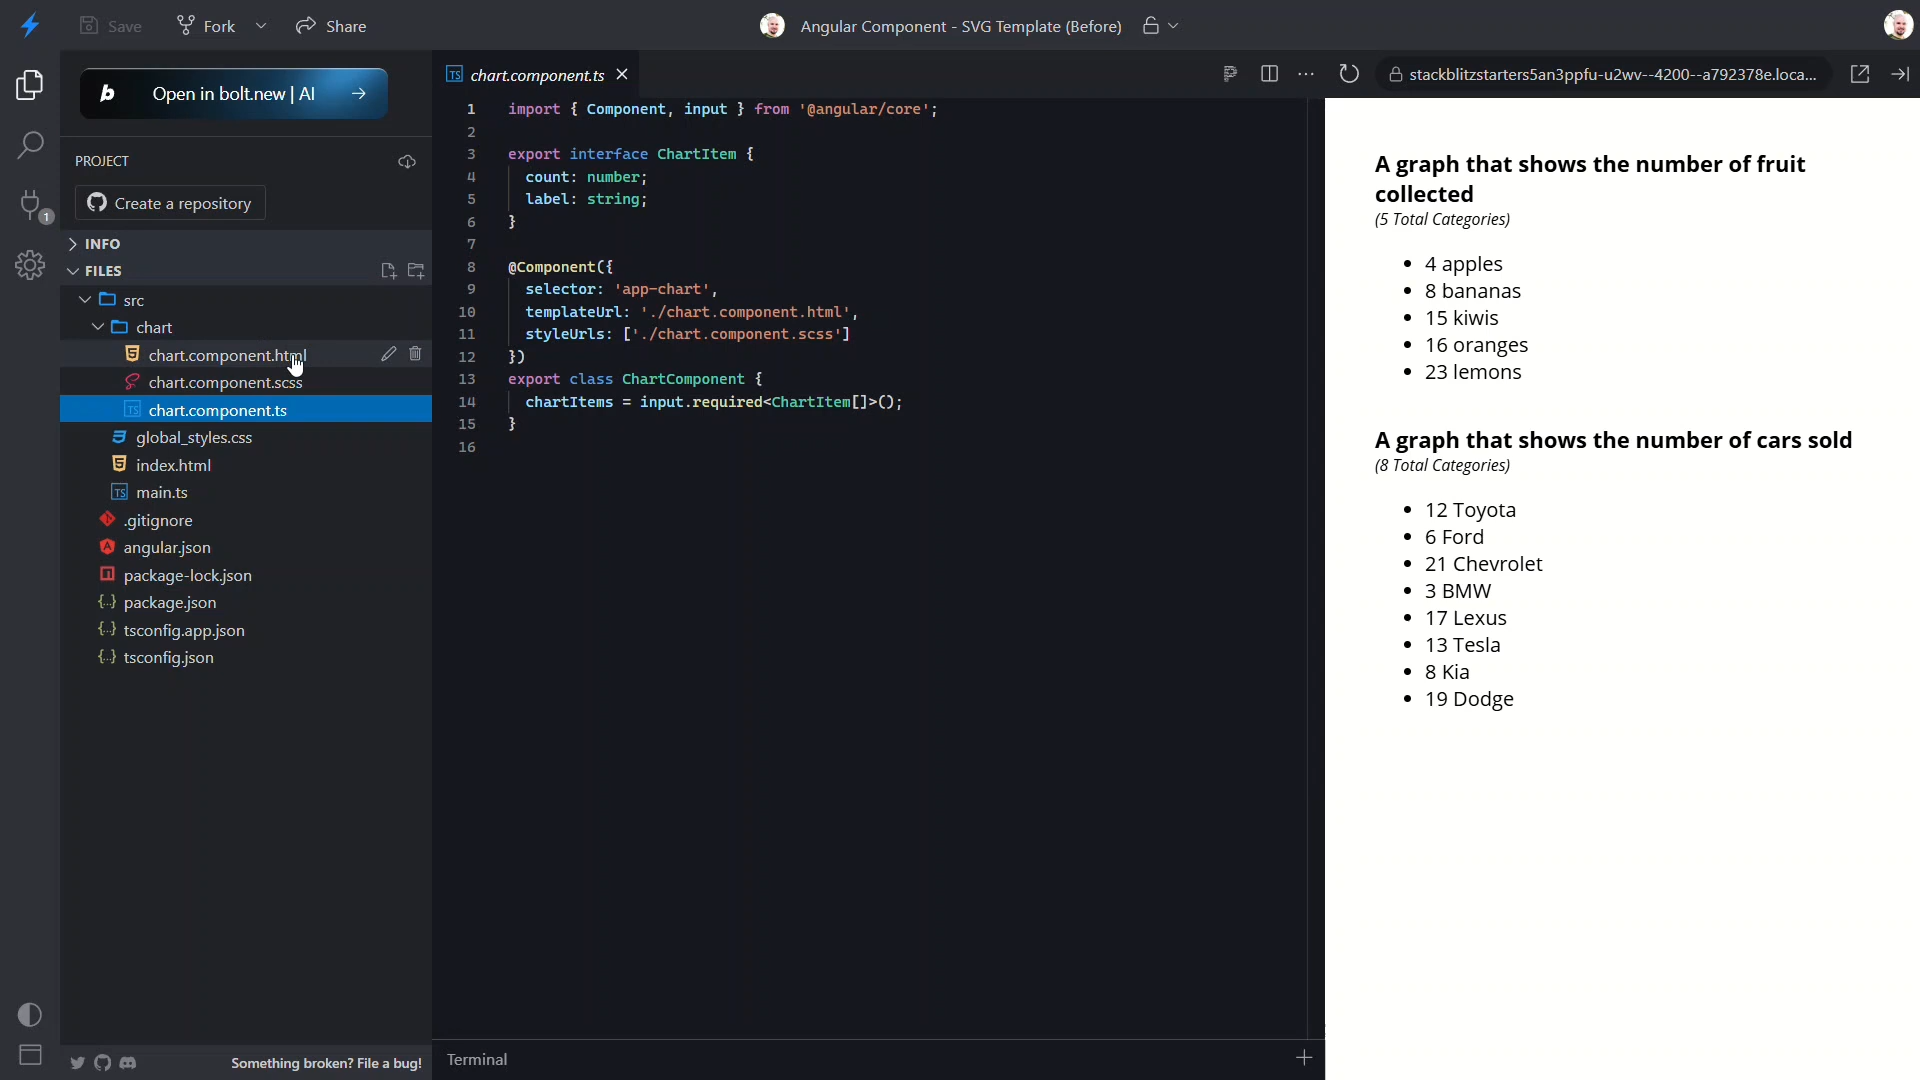 Save
Fork
Share
Angular Component - SVG Template (Before)
b Open in bolt.new | AI
PROJECT
Create a repository
1
INFO
FILES
src
chart
chart.component.html
chart.component.scss
chart.component.ts
global_styles.css
index.html
main.ts
.gitignore
angular.json
package-lock.json
package.json
tsconfig.app.json
tsconfig.json
Something broken? File a bug!
TS chart.component.ts
stackblitzstarters5an3ppfu-u2wv--4200--a792378e.loca...
1 import { Component, input } from '@angular/core';
2
3 export interface ChartItem {
4 count: number;
5 label: string;
6 }
7
8 @Component({
9 selector: 'app-chart',
10 templateUrl: './chart.component.html',
11 styleUrls: ['./chart.component.scss']
12 })
13 export class ChartComponent {
14 chartItems = input.required<ChartItem[]>();
15 }
16
Terminal
A graph that shows the number of fruit
collected
(5 Total Categories)
• 4 apples
• 8 bananas
• 15 kiwis
• 16 oranges
• 23 lemons
A graph that shows the number of cars sold
(8 Total Categories)
• 12 Toyota
• 6 Ford
• 21 Chevrolet
• 3 BMW
• 17 Lexus
• 13 Tesla
• 8 Kia
• 19 Dodge